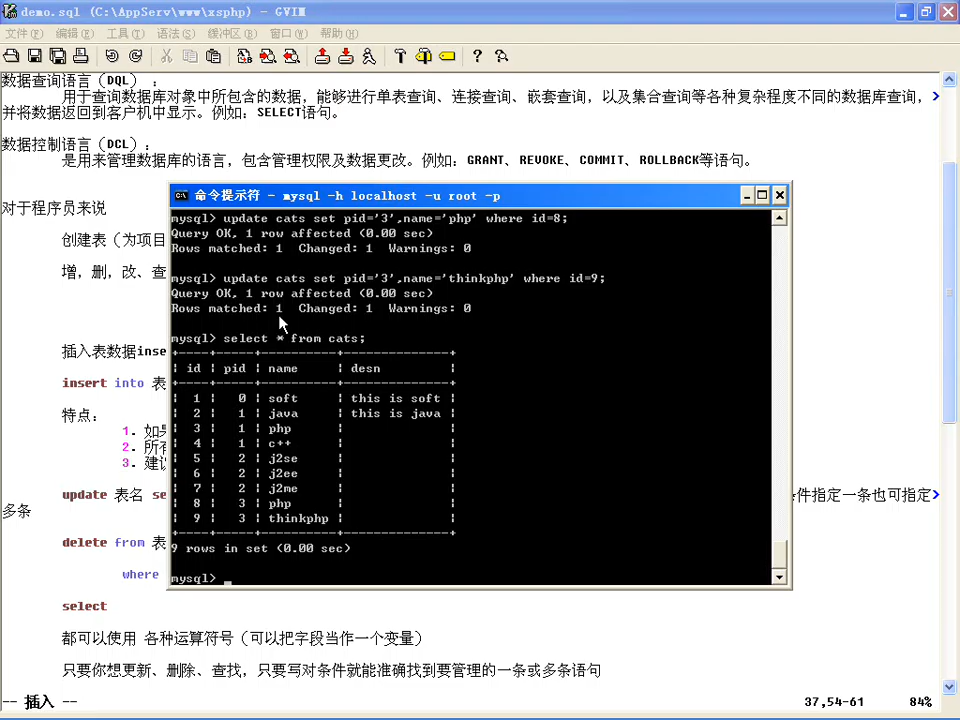 demo.sql (C:\AppServ\www\xsphp) - GVIM
文件(F) 编辑(E) 工具(T) 语法(S) 缓冲区(B) 窗口(W) 帮助(H)
数据查询语言（DQL） ：
用于查询数据库对象中所包含的数据，能够进行单表查询、连接查询、嵌套查询，以及集合查询等各种复杂程度不同的数据库查询，
并将数据返回到客户机中显示。例如：SELECT语句。
数据控制语言（DCL）：
是用来管理数据库的语言，包含管理权限及数据更改。例如：GRANT、REVOKE、COMMIT、ROLLBACK等语句。
对于程序员来说
创建表（为项目
增，删，改、查
插入表数据inse
insert into 表
特点：
1. 如果
2. 所有
3. 建议
update 表名 se
件指定一条也可指定
多条
delete from 表
where
select
都可以使用 各种运算符号（可以把字段当作一个变量）
只要你想更新、删除、查找，只要写对条件就能准确找到要管理的一条或多条语句
-- 插入 --
37,54-61 84%
命令提示符 - mysql -h localhost -u root -p
mysql> update cats set pid='3',name='php' where id=8;
Query OK, 1 row affected (0.00 sec)
Rows matched: 1 Changed: 1 Warnings: 0
mysql> update cats set pid='3',name='thinkphp' where id=9;
Query OK, 1 row affected (0.00 sec)
Rows matched: 1 Changed: 1 Warnings: 0
mysql> select * from cats;
+----+-----+----------+--------------+
| id | pid | name | desn |
+----+-----+----------+--------------+
| 1 | 0 | soft | this is soft |
| 2 | 1 | java | this is java |
| 3 | 1 | php | |
| 4 | 1 | c++ | |
| 5 | 2 | j2se | |
| 6 | 2 | j2ee | |
| 7 | 2 | j2me | |
| 8 | 3 | php | |
| 9 | 3 | thinkphp | |
+----+-----+----------+--------------+
9 rows in set (0.00 sec)
mysql> _